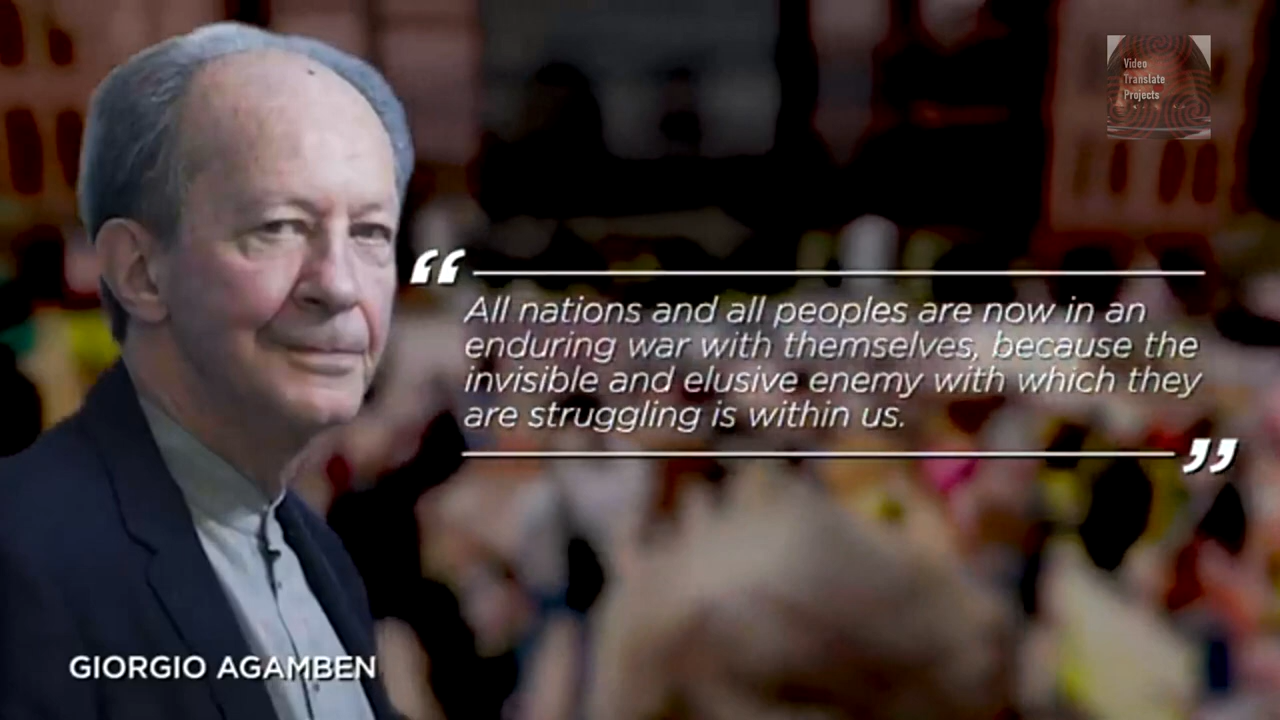 Video
Translate
Projects
“
All nations and all peoples are now in an
enduring war with themselves, because the
invisible and elusive enemy with which they
are struggling is within us.
”
GIORGIO AGAMBEN